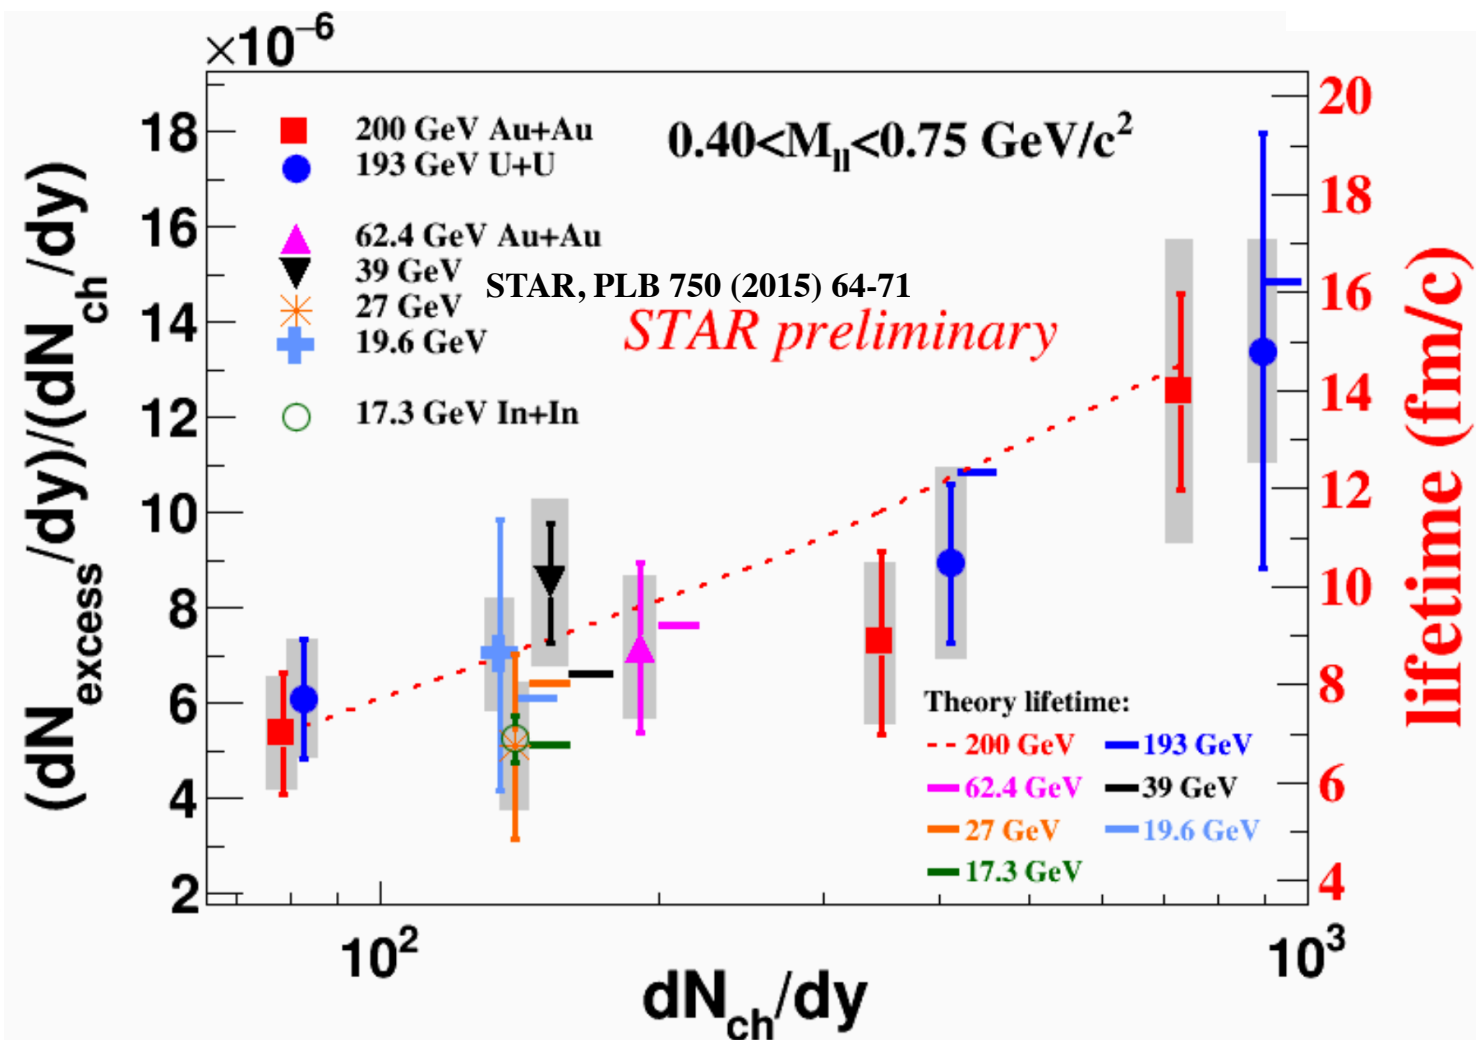 ×10⁻⁶
(dN_excess/dy)/(dN_ch/dy)
18
16
14
12
10
8
6
4
2
200 GeV Au+Au
193 GeV U+U
62.4 GeV Au+Au
39 GeV
27 GeV
19.6 GeV
17.3 GeV In+In
0.40<M_ll<0.75 GeV/c²
STAR, PLB 750 (2015) 64-71
STAR preliminary
Theory lifetime:
200 GeV
193 GeV
62.4 GeV
39 GeV
27 GeV
19.6 GeV
17.3 GeV
20
18
16
14
12
10
8
6
4
lifetime (fm/c)
10²
10³
dN_ch/dy